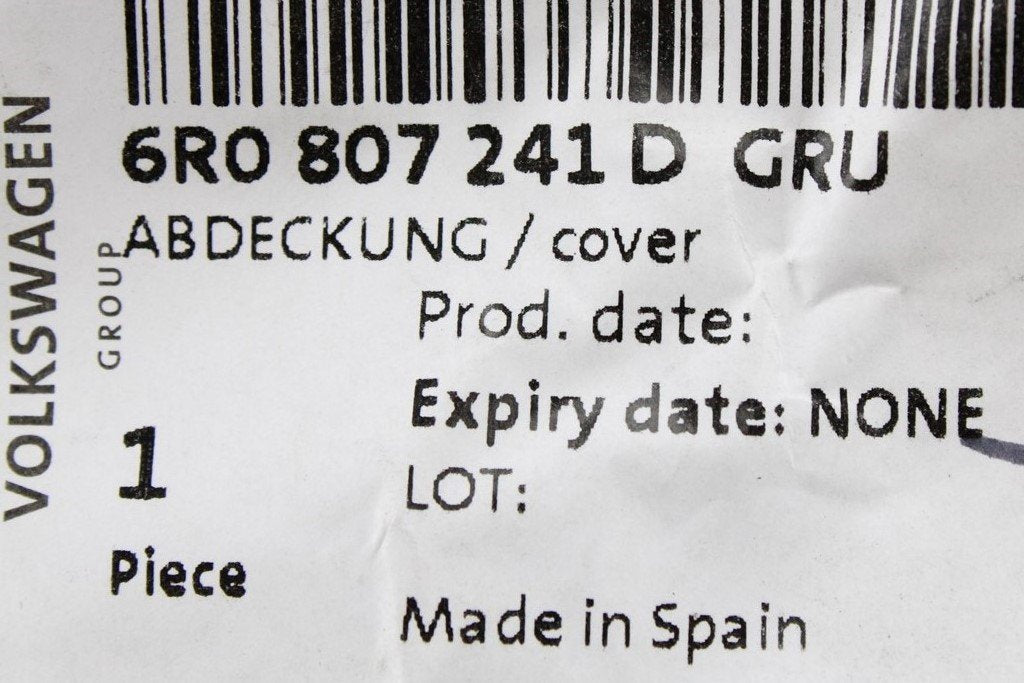 6R0 807 241 D GRU
ABDECKUNG / cover
Prod. date:
Expiry date: NONE
LOT:
1
Piece
Made in Spain
VOLKSWAGEN
GROUP